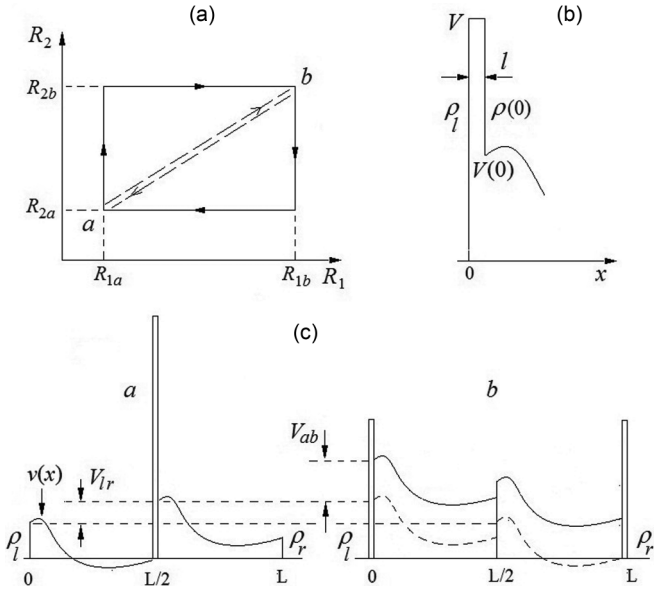 (a)
(b)
R₂
R₂b
b
R₂a
a
R₁a
R₁b
R₁
V
l
ρl
ρ(0)
V(0)
0
x
(c)
a
b
v(x)
Vlr
Vab
ρl
ρr
0
L/2
L
ρl
ρr
0
L/2
L